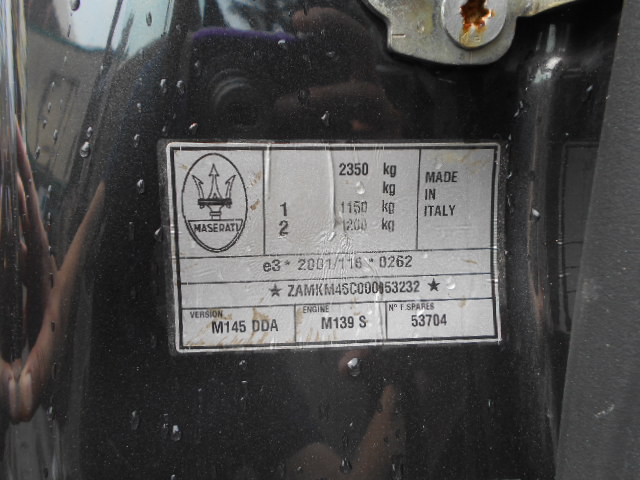 MASERATI
2350 kg
kg
1 1150 kg
2 1200 kg
MADE
IN
ITALY
e3 * 2001/116 * 0262
★ ZAMKM45C000053232 ★
VERSION
M145 DDA
ENGINE
M139 S
N° F.SPARES
53704